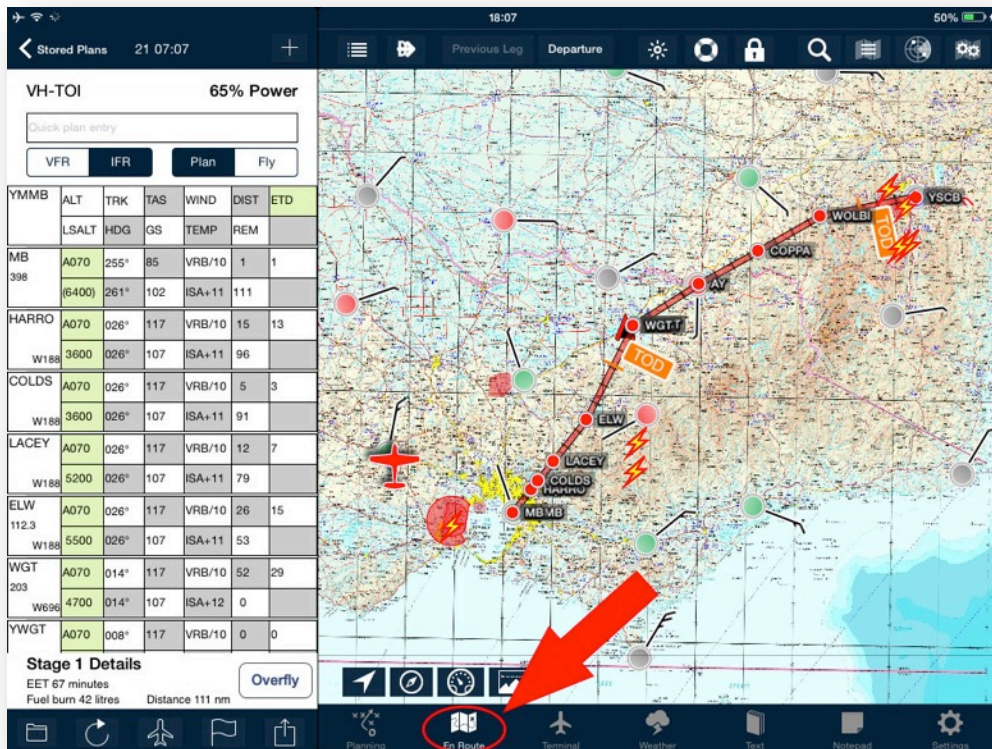 18:07
50%
Stored Plans 21 07:07 +
Previous Leg Departure
VH-TOI 65% Power
Quick plan entry
VFR IFR Plan Fly
YMMB ALT TRK TAS WIND DIST ETD
LSALT HDG GS TEMP REM
MB A070 255° 85 VRB/10 1 1
398
(6400) 261° 102 ISA+11 111
HARRO A070 026° 117 VRB/10 15 13
W188 3600 026° 107 ISA+11 96
COLDS A070 026° 117 VRB/10 5 3
W188 3600 026° 107 ISA+11 91
LACEY A070 026° 117 VRB/10 12 7
W188 5200 026° 107 ISA+11 79
ELW A070 026° 117 VRB/10 26 15
112.3
W188 5500 026° 107 ISA+11 53
WGT A070 014° 117 VRB/10 52 29
203
W696 4700 014° 107 ISA+12 0
YWGT A070 008° 117 VRB/10 0 0
Stage 1 Details
EET 67 minutes
Fuel burn 42 litres Distance 111 nm
Overfly
YSCB
WOLBI
TOD
COPPA
AY
WGT-T
TOD
ELW
LACEY
COLDS
HARRO
MB MB
Planning En Route Terminal Weather Text Notepad Settings